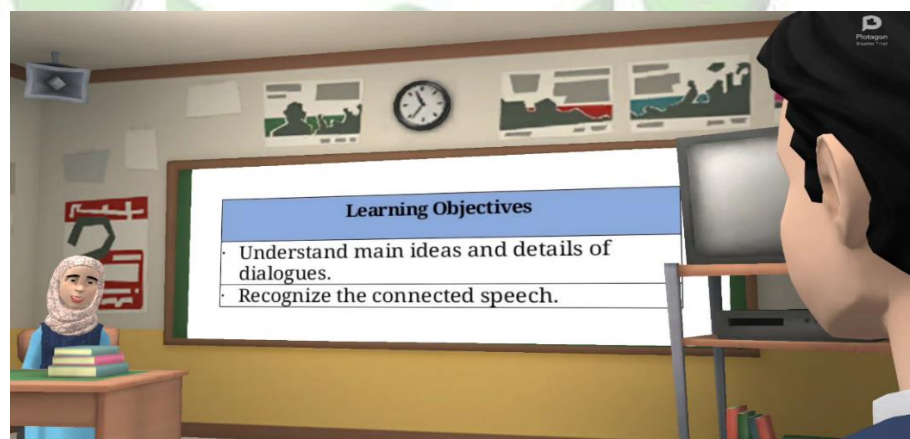 Plotagon
Learning Objectives
· Understand main ideas and details of
dialogues.
· Recognize the connected speech.